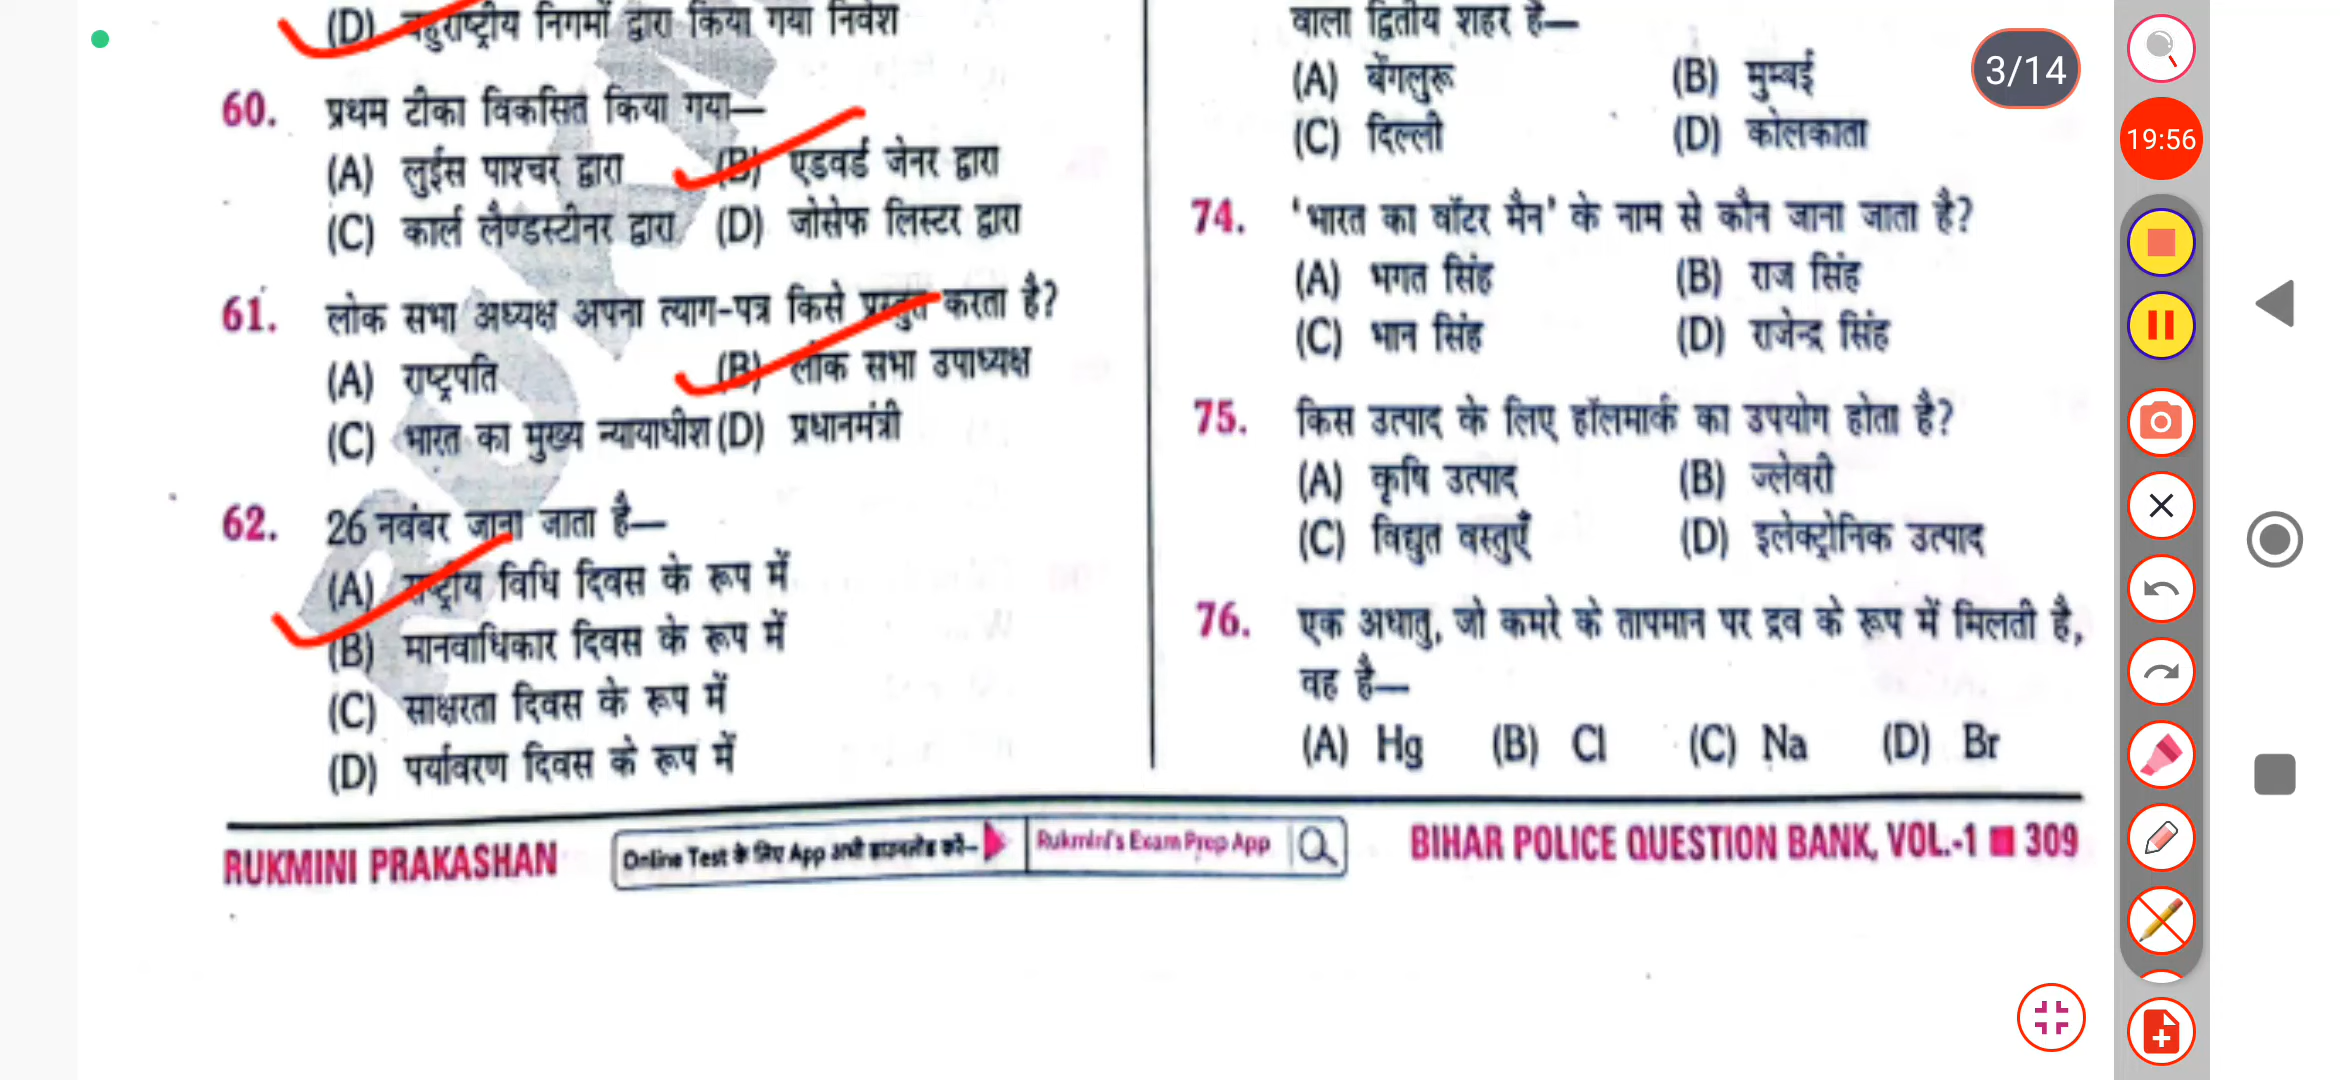 (D) बहुराष्ट्रीय निगमों द्वारा किया गया निवेश
60. प्रथम टीका विकसित किया गया—
(A) लुईस पाश्चर द्वारा (B) एडवर्ड जेनर द्वारा
(C) कार्ल लैण्डस्टीनर द्वारा (D) जोसेफ लिस्टर द्वारा
61. लोक सभा अध्यक्ष अपना त्याग-पत्र किसे प्रस्तुत करता है?
(A) राष्ट्रपति (B) लोक सभा उपाध्यक्ष
(C) भारत का मुख्य न्यायाधीश (D) प्रधानमंत्री
62. 26 नवंबर जाना जाता है—
(A) राष्ट्रीय विधि दिवस के रूप में
(B) मानवाधिकार दिवस के रूप में
(C) साक्षरता दिवस के रूप में
(D) पर्यावरण दिवस के रूप में
वाला द्वितीय शहर है—
(A) बेंगलुरू (B) मुम्बई
(C) दिल्ली (D) कोलकाता
74. 'भारत का वॉटर मैन' के नाम से कौन जाना जाता है?
(A) भगत सिंह (B) राज सिंह
(C) भान सिंह (D) राजेन्द्र सिंह
75. किस उत्पाद के लिए हॉलमार्क का उपयोग होता है?
(A) कृषि उत्पाद (B) ज्लेवरी
(C) विद्युत वस्तुएँ (D) इलेक्ट्रोनिक उत्पाद
76. एक अधातु, जो कमरे के तापमान पर द्रव के रूप में मिलती है,
वह है—
(A) Hg (B) Cl (C) Na (D) Br
RUKMINI PRAKASHAN
Online Test के लिए App अभी डाउनलोड करें–
Rukmini's Exam Prep App
BIHAR POLICE QUESTION BANK, VOL.-1 ■ 309
3/14
19:56